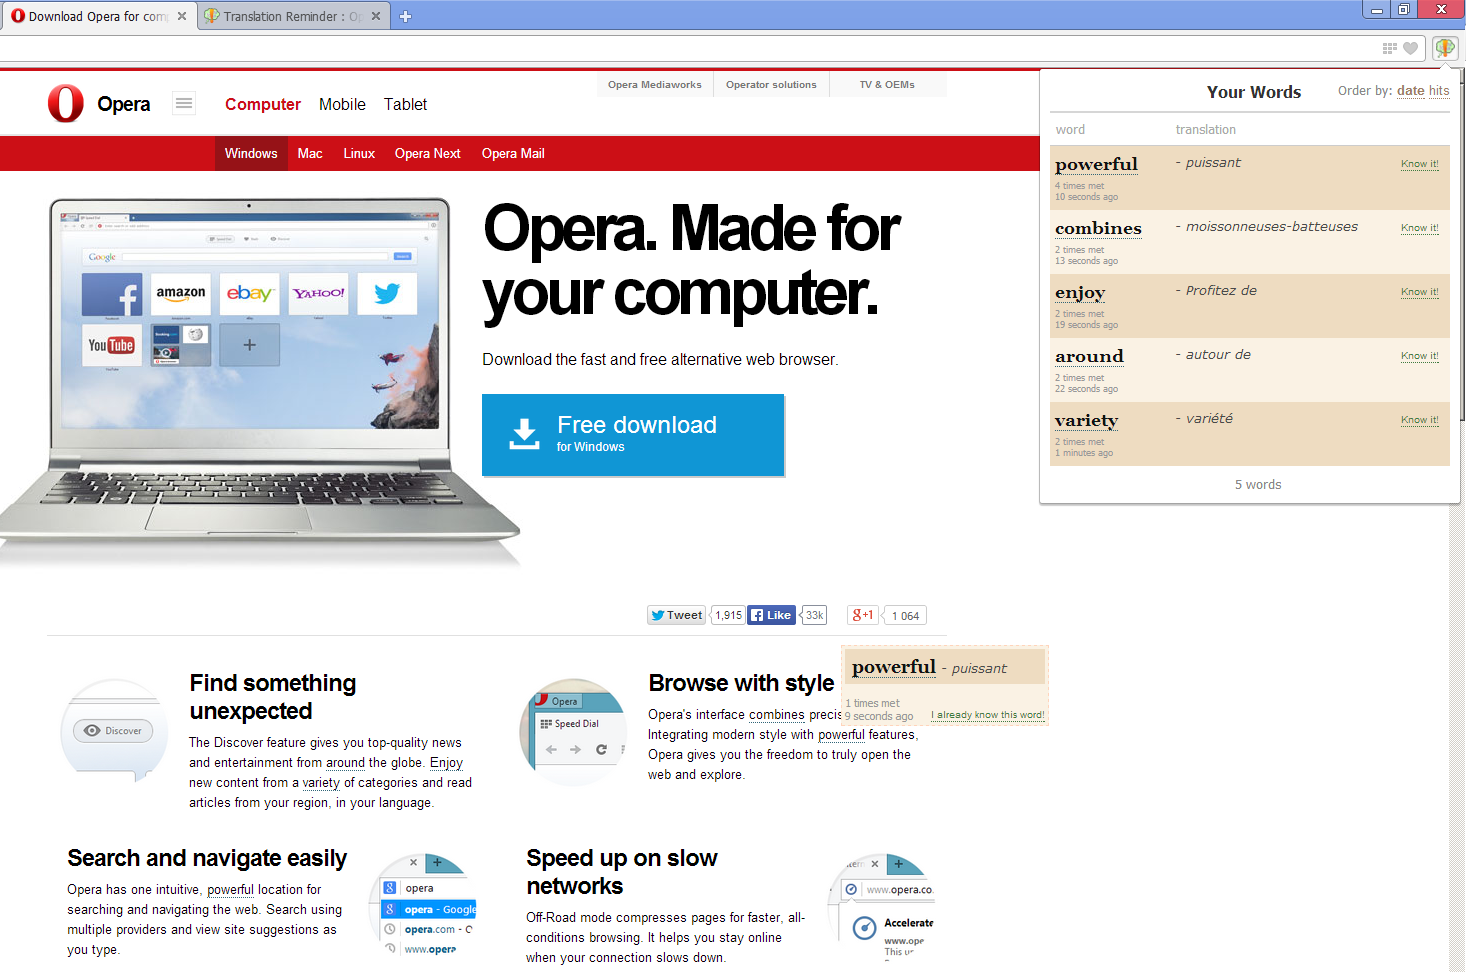 Download Opera for com
Translation Reminder : Op
Opera
Computer Mobile Tablet
Opera Mediaworks Operator solutions TV & OEMs
Windows Mac Linux Opera Next Opera Mail
Your Words
Order by: date hits
word translation
powerful - puissant Know it!
4 times met
10 seconds ago
combines - moissonneuses-batteuses Know it!
2 times met
13 seconds ago
enjoy - Profitez de Know it!
2 times met
19 seconds ago
around - autour de Know it!
2 times met
22 seconds ago
variety - variété Know it!
2 times met
1 minutes ago
5 words
Google
amazon
ebay
YAHOO!
YouTube
Opera. Made for
your computer.
Download the fast and free alternative web browser.
Free download
for Windows
Tweet 1,915 Like 33k g+1 1 064
Discover
Find something
unexpected
The Discover feature gives you top-quality news
and entertainment from around the globe. Enjoy
new content from a variety of categories and read
articles from your region, in your language.
Opera
Speed Dial
Browse with style
Opera's interface combines precis
Integrating modern style with powerful features,
Opera gives you the freedom to truly open the
web and explore.
powerful - puissant
1 times met
9 seconds ago I already know this word!
Search and navigate easily
Opera has one intuitive, powerful location for
searching and navigating the web. Search using
multiple providers and view site suggestions as
you type.
opera
opera - Google
opera.com - O
www.opera
Speed up on slow
networks
Off-Road mode compresses pages for faster, all-
conditions browsing. It helps you stay online
when your connection slows down.
www.opera.co
Accelerate
www.ope
This u